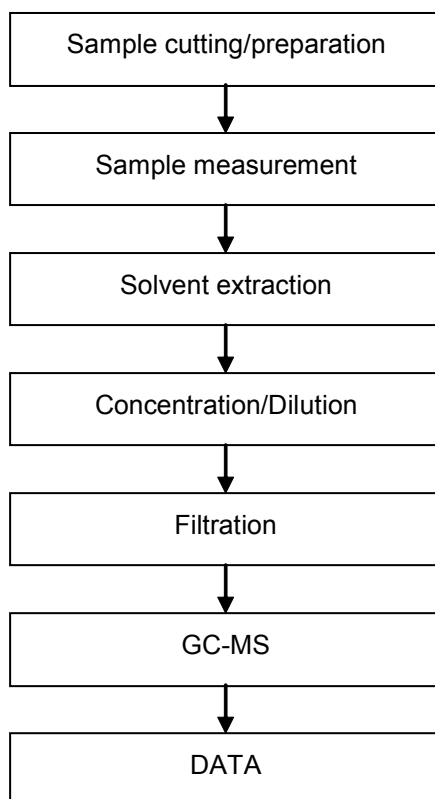 Sample cutting/preparation
Sample measurement
Solvent extraction
Concentration/Dilution
Filtration
GC-MS
DATA